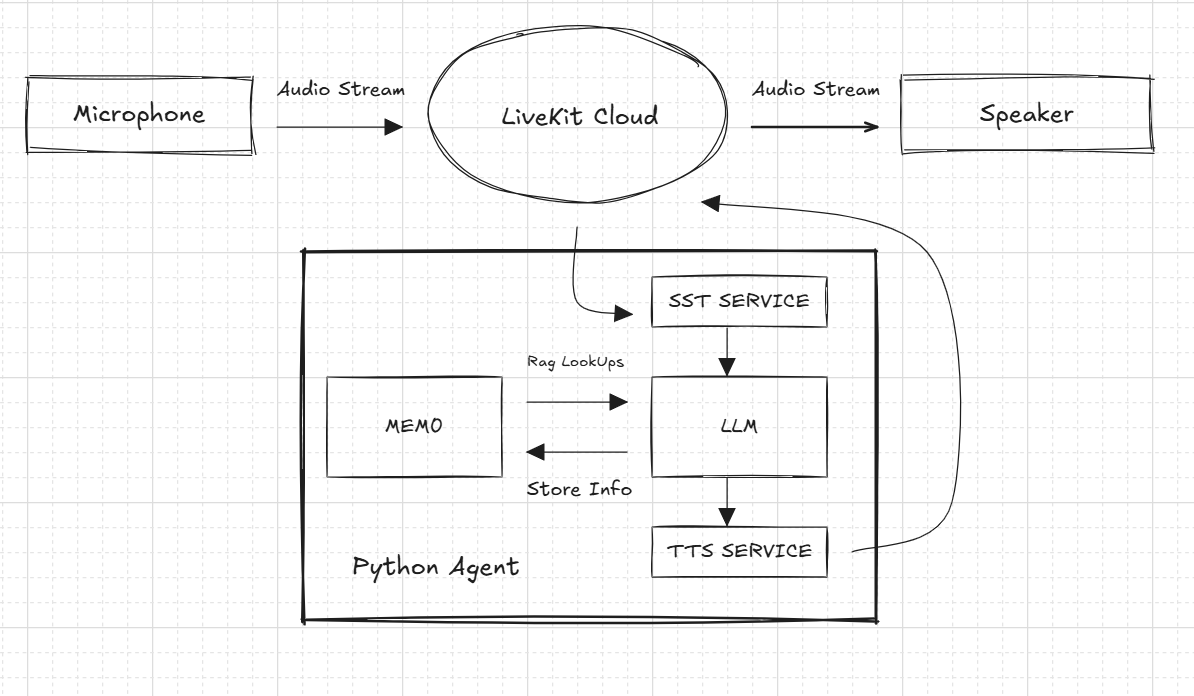 Microphone
Audio Stream
LiveKit Cloud
Audio Stream
Speaker
SST SERVICE
Rag LookUps
MEMO
LLM
Store Info
TTS SERVICE
Python Agent